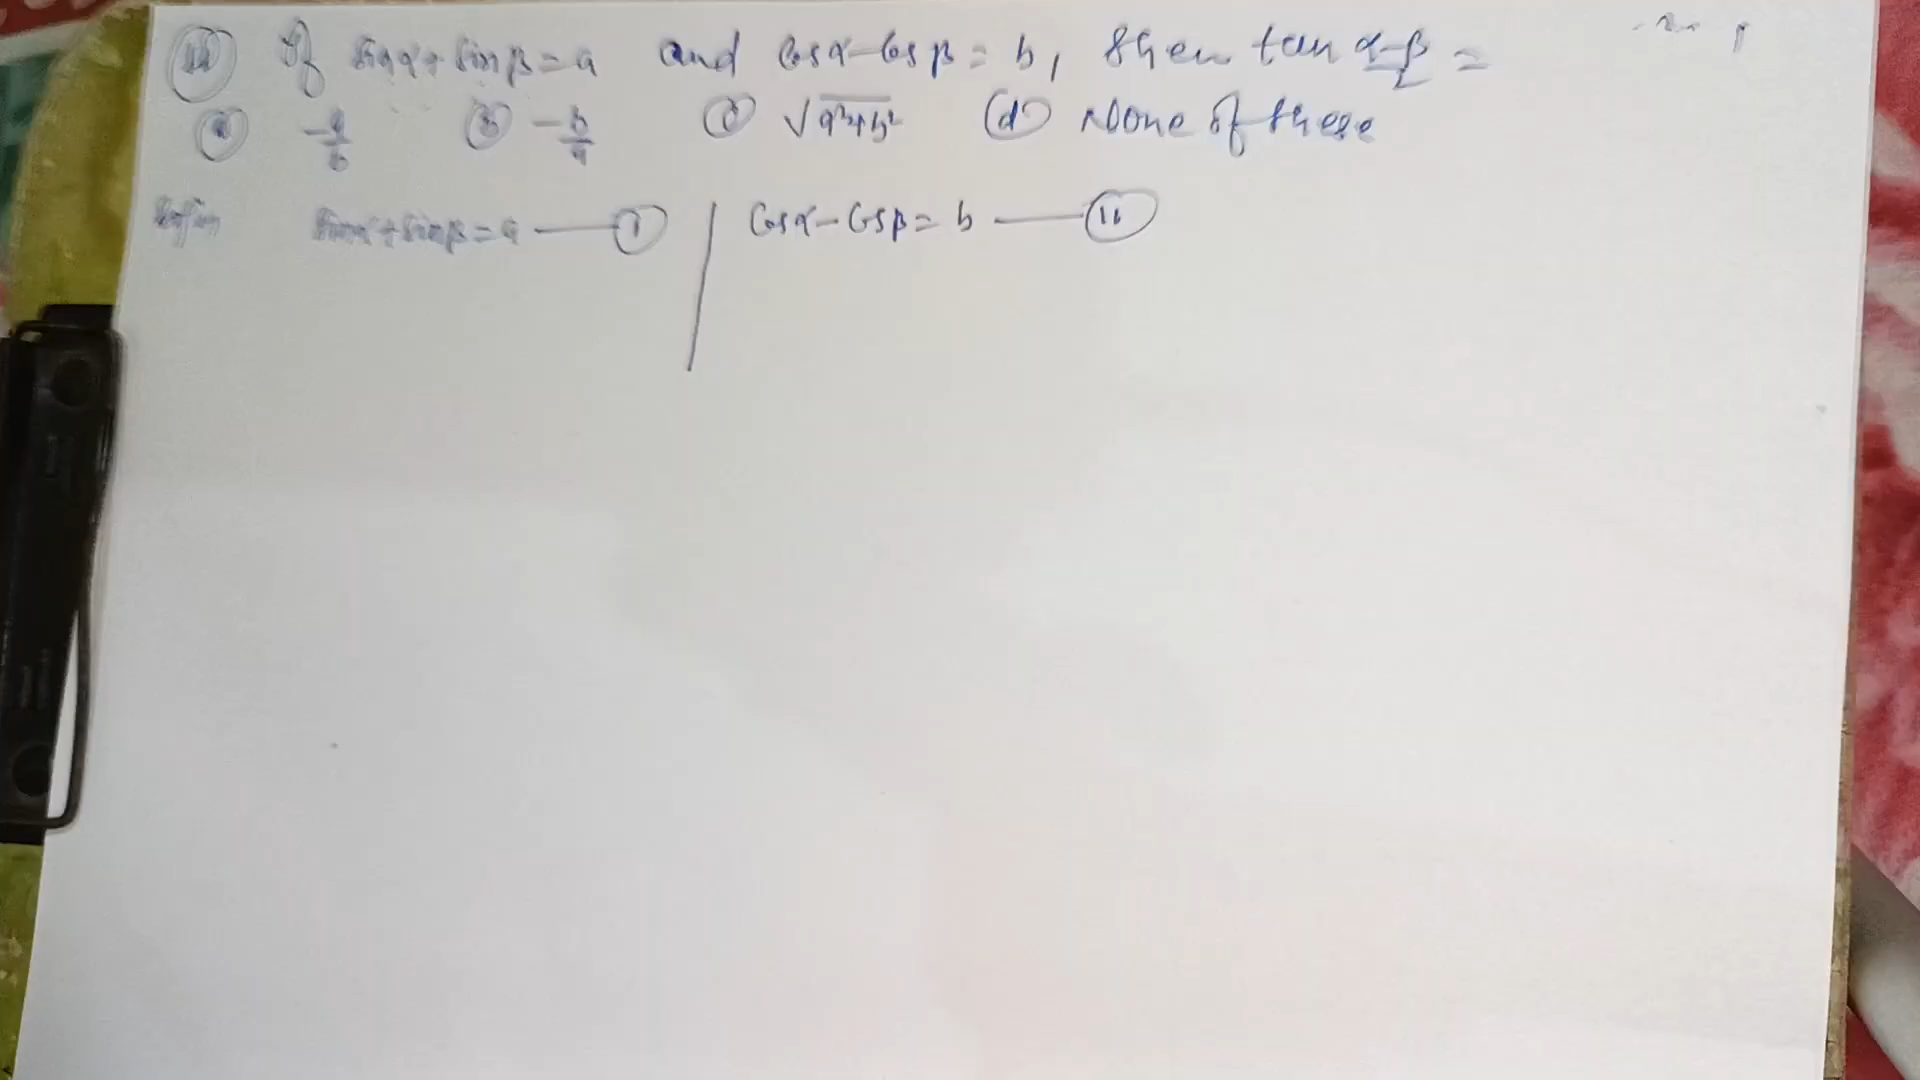 If sinα+sinβ=a and Cosα-Cosβ=b, then tan α-β/2 =
(a) -a/b (b) -b/a (c) √a²+b² (d) None of these
sinα+sinβ=a —— (i) | Cosα-Cosβ=b —— (ii)